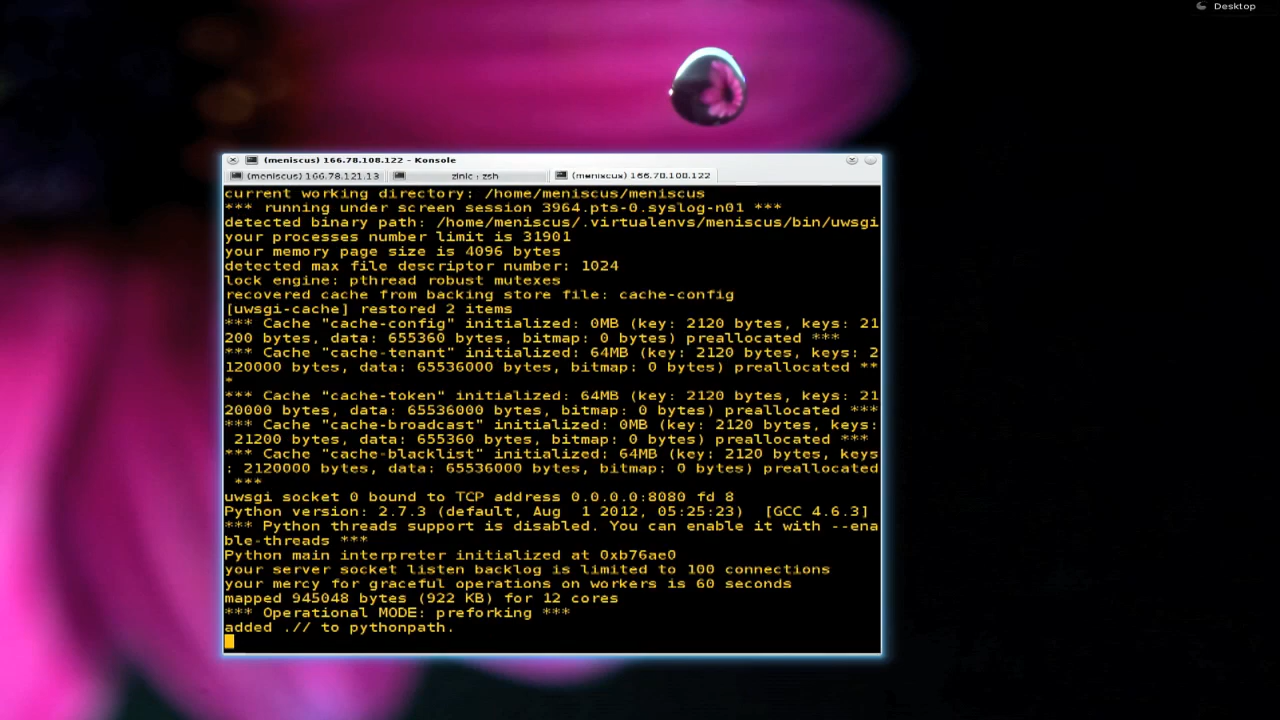 Desktop
(meniscus) 166.78.108.122 - Konsole
(meniscus) 166.78.121.13
zinic : zsh
(meniscus) 166.78.108.122
current working directory: /home/meniscus/meniscus
*** running under screen session 3964.pts-0.syslog-n01 ***
detected binary path: /home/meniscus/.virtualenvs/meniscus/bin/uwsgi
your processes number limit is 31901
your memory page size is 4096 bytes
detected max file descriptor number: 1024
lock engine: pthread robust mutexes
recovered cache from backing store file: cache-config
[uwsgi-cache] restored 2 items
*** Cache "cache-config" initialized: 0MB (key: 2120 bytes, keys: 21
200 bytes, data: 655360 bytes, bitmap: 0 bytes) preallocated ***
*** Cache "cache-tenant" initialized: 64MB (key: 2120 bytes, keys: 2
120000 bytes, data: 65536000 bytes, bitmap: 0 bytes) preallocated **
*
*** Cache "cache-token" initialized: 64MB (key: 2120 bytes, keys: 21
20000 bytes, data: 65536000 bytes, bitmap: 0 bytes) preallocated ***
*** Cache "cache-broadcast" initialized: 0MB (key: 2120 bytes, keys:
 21200 bytes, data: 655360 bytes, bitmap: 0 bytes) preallocated ***
*** Cache "cache-blacklist" initialized: 64MB (key: 2120 bytes, keys
: 2120000 bytes, data: 65536000 bytes, bitmap: 0 bytes) preallocated
 ***
uwsgi socket 0 bound to TCP address 0.0.0.0:8080 fd 8
Python version: 2.7.3 (default, Aug  1 2012, 05:25:23)  [GCC 4.6.3]
*** Python threads support is disabled. You can enable it with --ena
ble-threads ***
Python main interpreter initialized at 0xb76ae0
your server socket listen backlog is limited to 100 connections
your mercy for graceful operations on workers is 60 seconds
mapped 945048 bytes (922 KB) for 12 cores
*** Operational MODE: preforking ***
added .// to pythonpath.